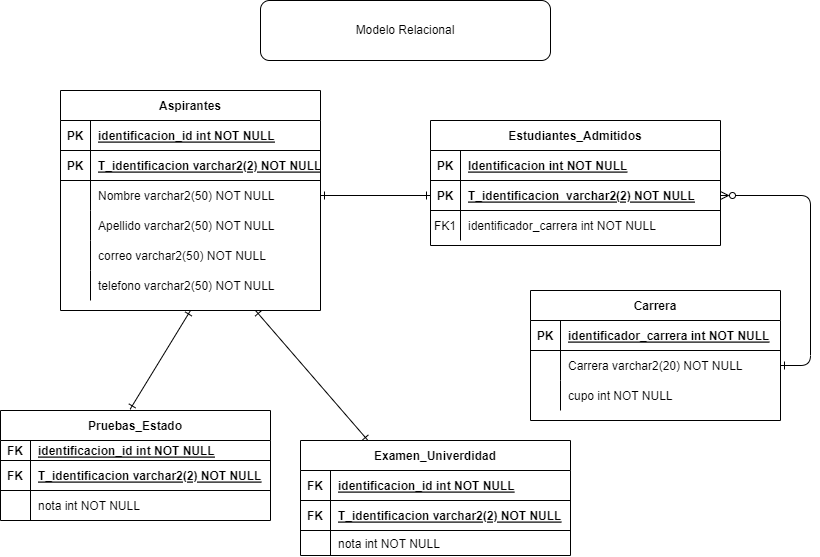 Modelo Relacional
Aspirantes
PK identificacion_id int NOT NULL
PK T_identificacion varchar2(2) NOT NULL
Nombre varchar2(50) NOT NULL
Apellido varchar2(50) NOT NULL
correo varchar2(50) NOT NULL
telefono varchar2(50) NOT NULL
Estudiantes_Admitidos
PK Identificacion int NOT NULL
PK T_identificacion_varchar2(2) NOT NULL
FK1 identificador_carrera int NOT NULL
Carrera
PK identificador_carrera int NOT NULL
Carrera varchar2(20) NOT NULL
cupo int NOT NULL
Pruebas_Estado
FK identificacion_id int NOT NULL
FK T_identificacion varchar2(2) NOT NULL
nota int NOT NULL
Examen_Univerdidad
FK identificacion_id int NOT NULL
FK T_identificacion varchar2(2) NOT NULL
nota int NOT NULL